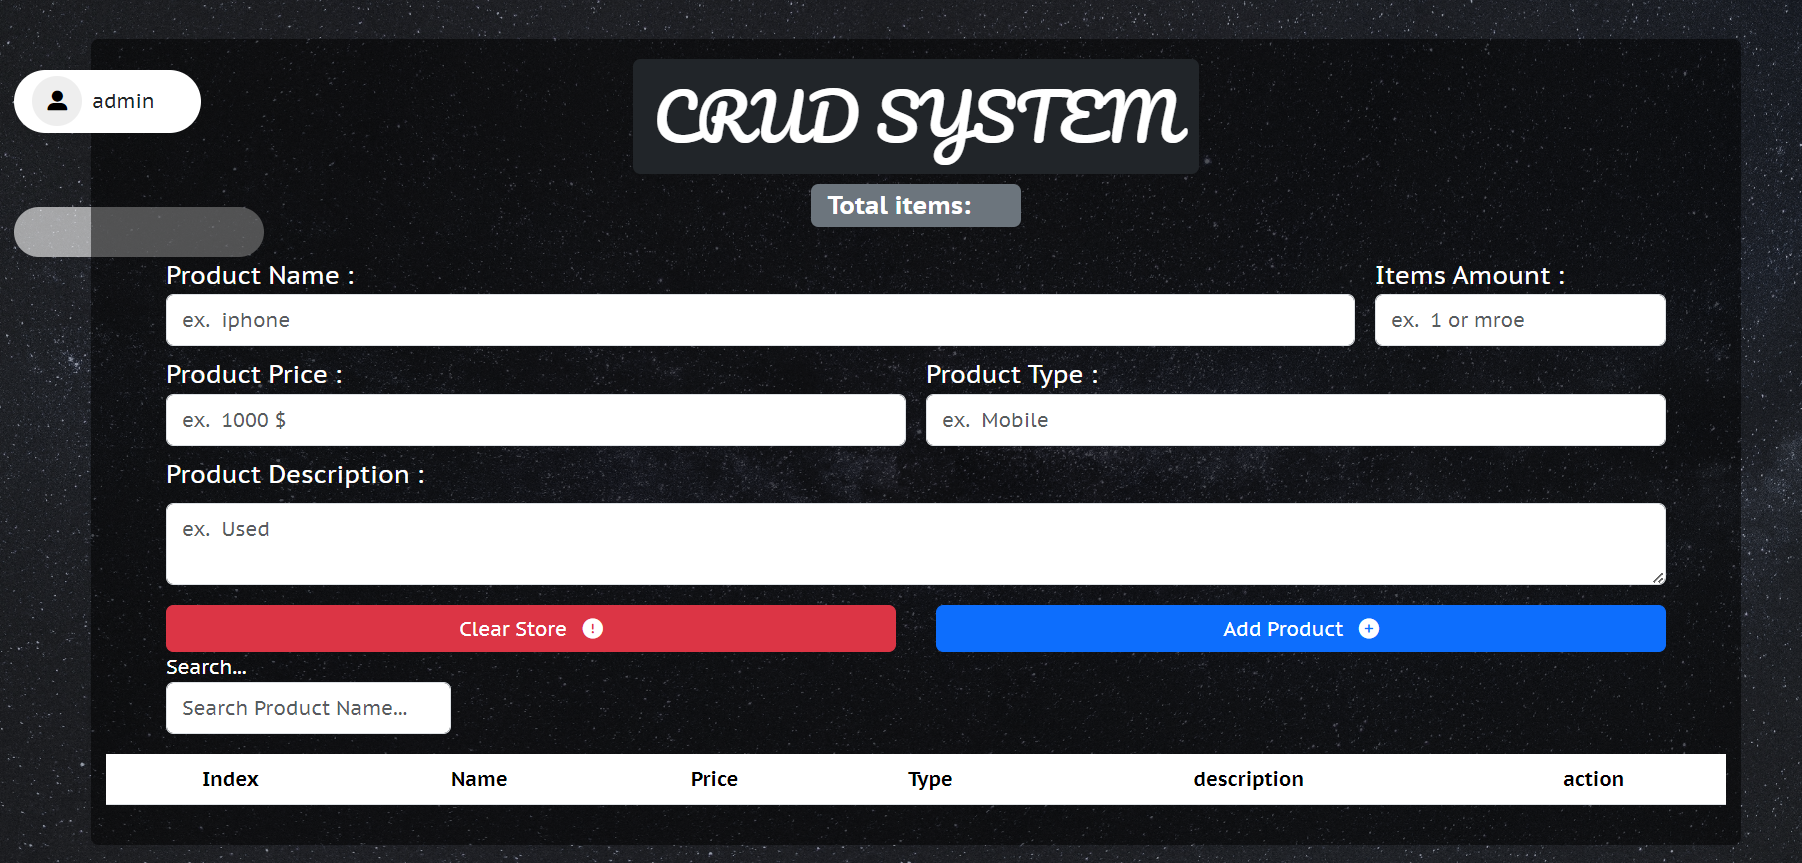 admin
CRUD SYSTEM
Total items:
Product Name :
Items Amount :
ex. iphone
ex. 1 or mroe
Product Price :
Product Type :
ex. 1000 $
ex. Mobile
Product Description :
ex. Used
Clear Store
Add Product
Search...
Search Product Name...
Index Name Price Type description action